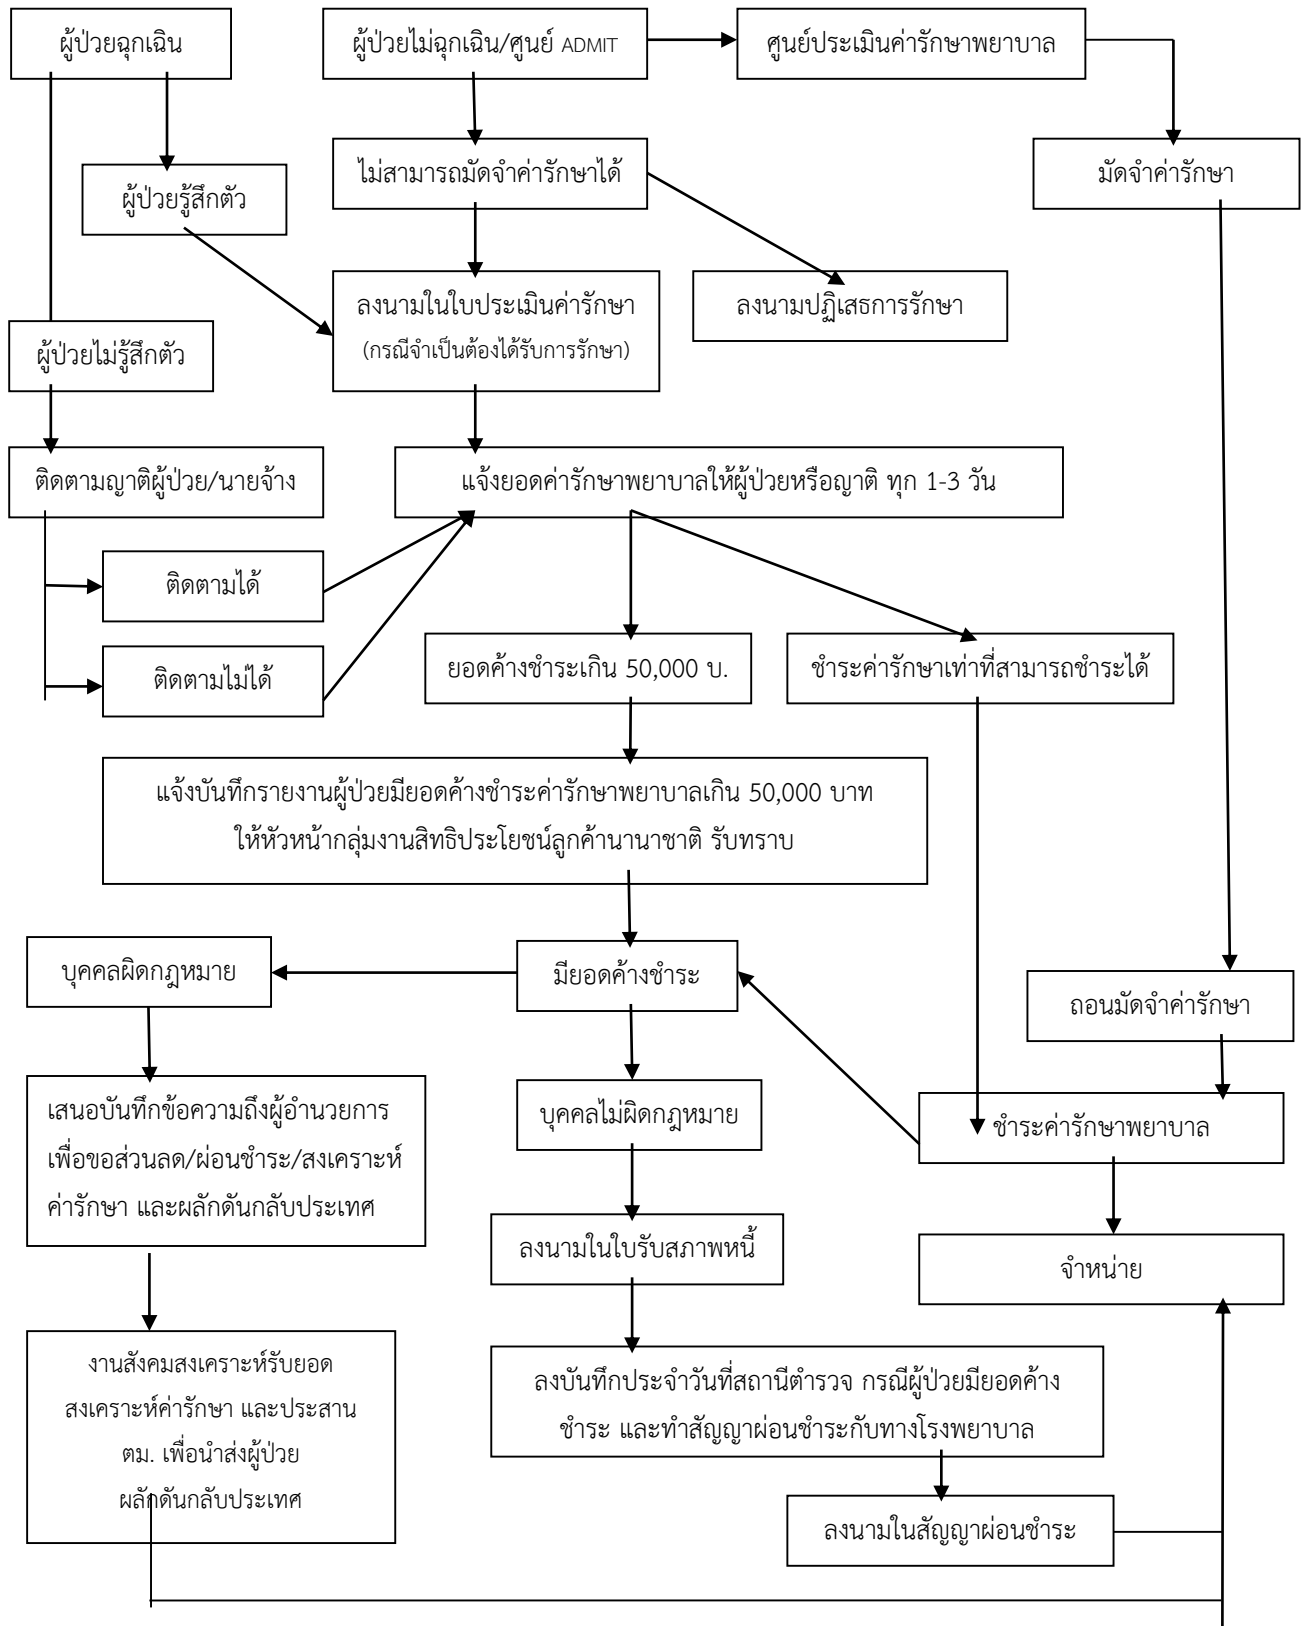 ผู้ป่วยฉุกเฉิน
ผู้ป่วยไม่ฉุกเฉิน/ศูนย์ ADMIT
ศูนย์ประเมินค่ารักษาพยาบาล
ไม่สามารถมัดจำค่ารักษาได้
มัดจำค่ารักษา
ผู้ป่วยรู้สึกตัว
ลงนามในใบประเมินค่ารักษา
(กรณีจำเป็นต้องได้รับการรักษา)
ลงนามปฏิเสธการรักษา
ผู้ป่วยไม่รู้สึกตัว
ติดตามญาติผู้ป่วย/นายจ้าง
แจ้งยอดค่ารักษาพยาบาลให้ผู้ป่วยหรือญาติ ทุก 1-3 วัน
ติดตามได้
ติดตามไม่ได้
ยอดค้างชำระเกิน 50,000 บ.
ชำระค่ารักษาเท่าที่สามารถชำระได้
แจ้งบันทึกรายงานผู้ป่วยมียอดค้างชำระค่ารักษาพยาบาลเกิน 50,000 บาท
ให้หัวหน้ากลุ่มงานสิทธิประโยชน์ลูกค้านานาชาติ รับทราบ
บุคคลผิดกฎหมาย
มียอดค้างชำระ
ถอนมัดจำค่ารักษา
เสนอบันทึกข้อความถึงผู้อำนวยการ
เพื่อขอส่วนลด/ผ่อนชำระ/สงเคราะห์
ค่ารักษา และผลักดันกลับประเทศ
บุคคลไม่ผิดกฎหมาย
ชำระค่ารักษาพยาบาล
ลงนามในใบรับสภาพหนี้
จำหน่าย
งานสังคมสงเคราะห์รับยอด
สงเคราะห์ค่ารักษา และประสาน
ตม. เพื่อนำส่งผู้ป่วย
ผลักดันกลับประเทศ
ลงบันทึกประจำวันที่สถานีตำรวจ กรณีผู้ป่วยมียอดค้าง
ชำระ และทำสัญญาผ่อนชำระกับทางโรงพยาบาล
ลงนามในสัญญาผ่อนชำระ